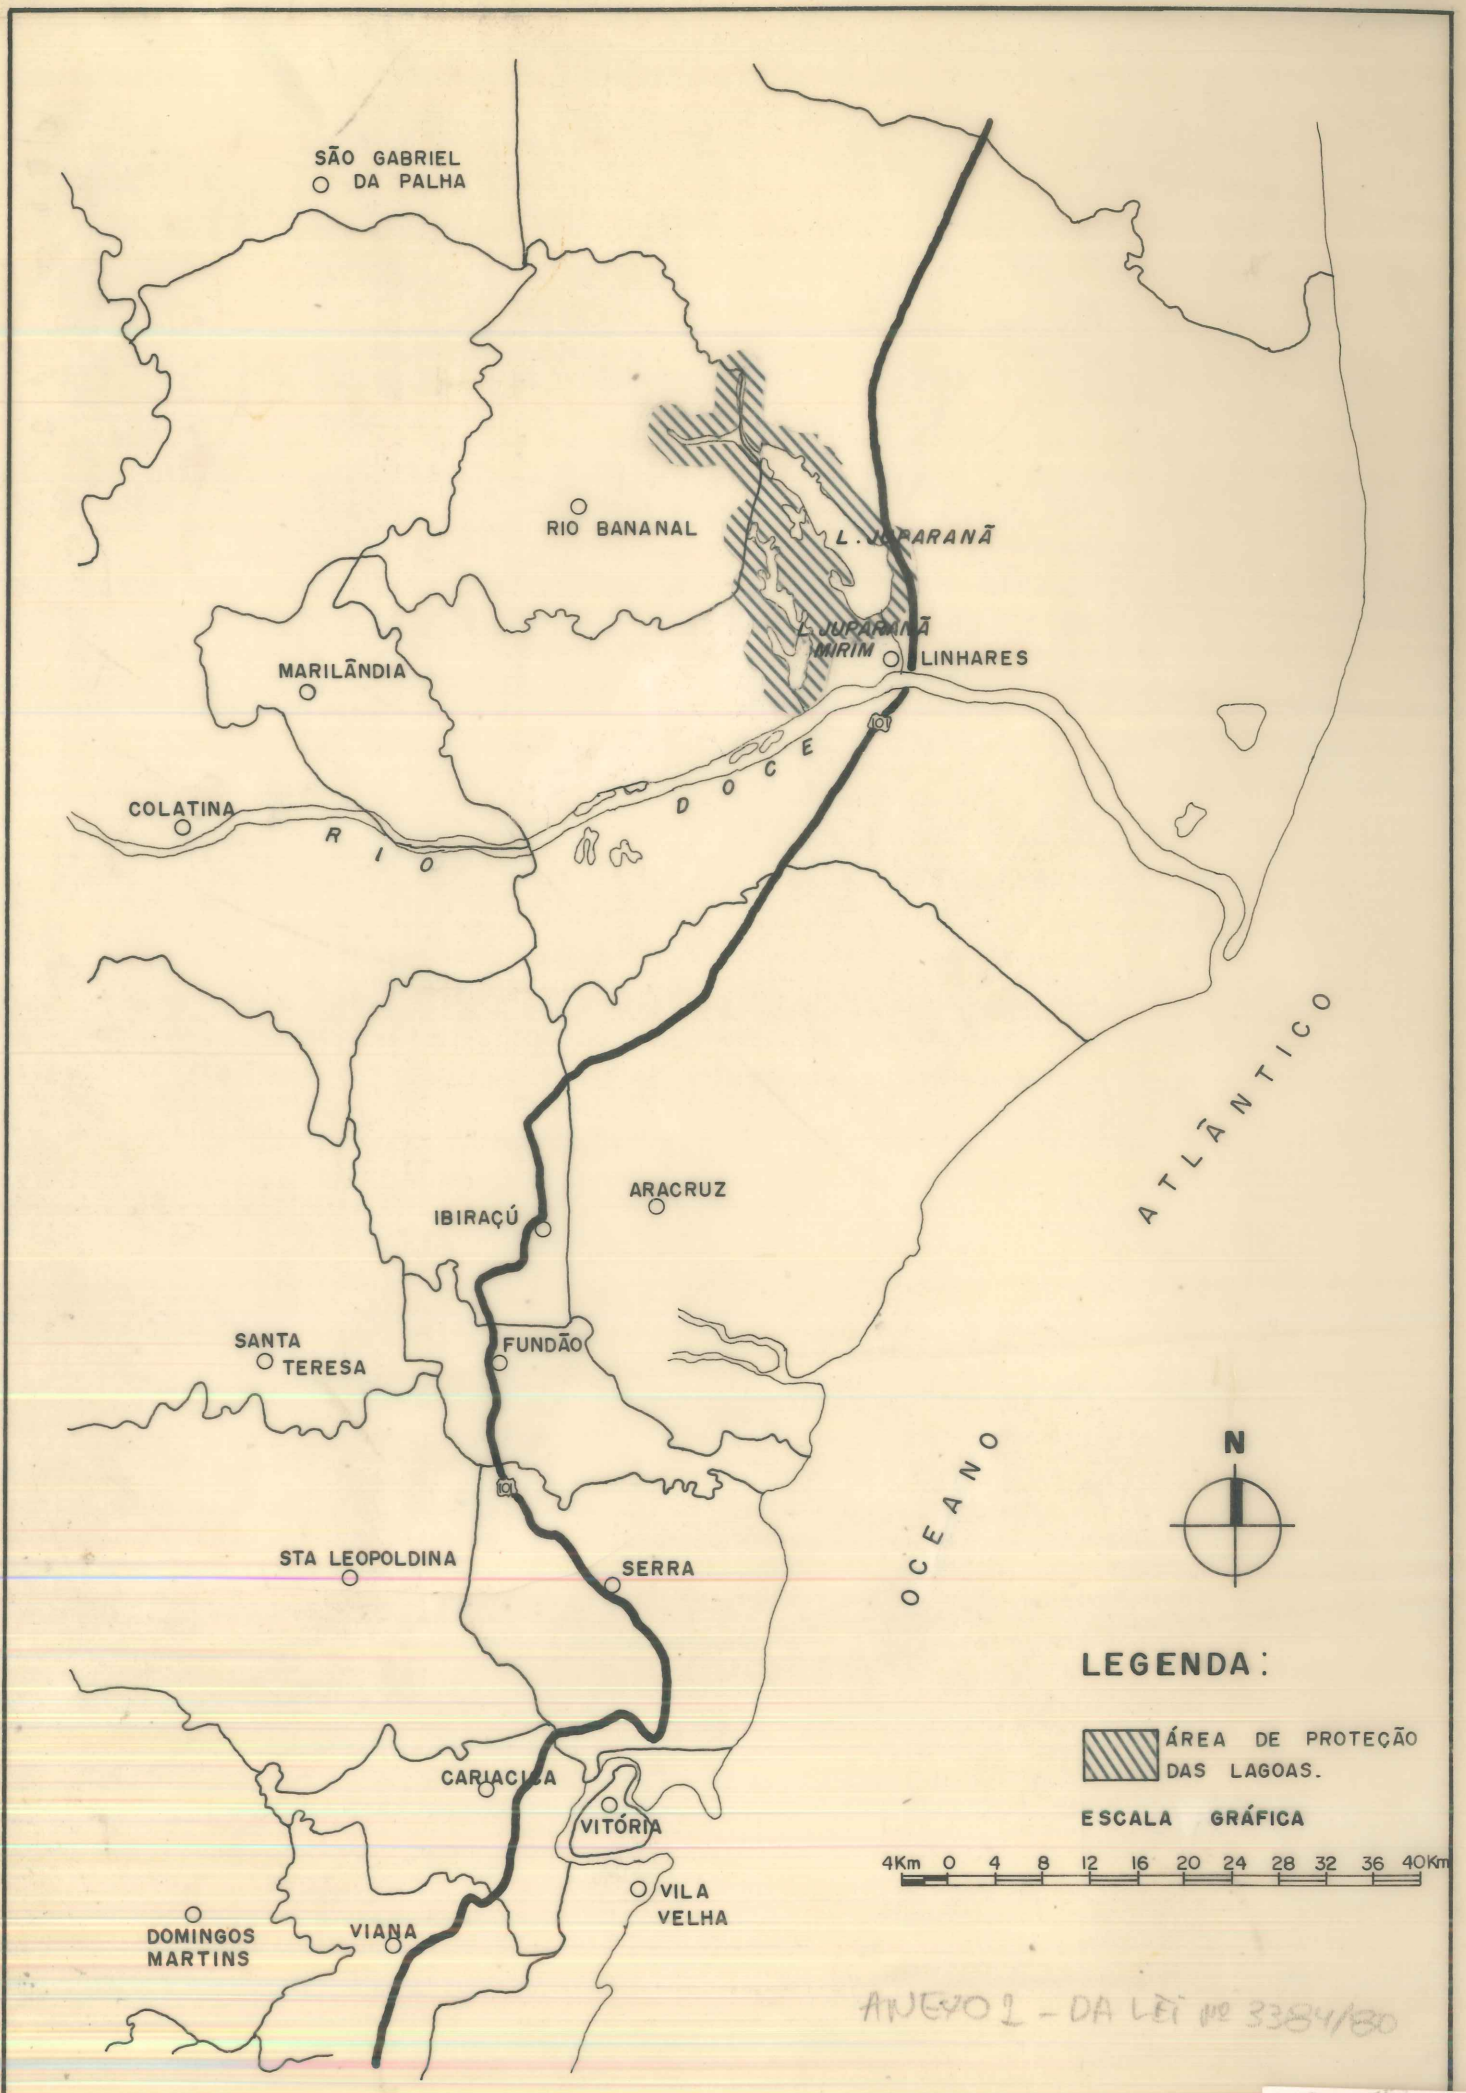 SÃO GABRIEL
DA PALHA
RIO BANANAL
L. JUPARANÃ
L. JUPARANÃ
MIRIM
LINHARES
MARILÂNDIA
101
COLATINA
RIO DOCE
ATLÂNTICO
ARACRUZ
IBIRAÇÚ
SANTA
TERESA
FUNDÃO
OCEANO
N
101
STA LEOPOLDINA
SERRA
LEGENDA:
ÁREA DE PROTEÇÃO
DAS LAGOAS.
CARIACICA
VITÓRIA
ESCALA GRÁFICA
4Km 0 4 8 12 16 20 24 28 32 36 40Km
VILA
VELHA
DOMINGOS
MARTINS
VIANA
ANEXO 1 - DA LEI Nº 3384/80